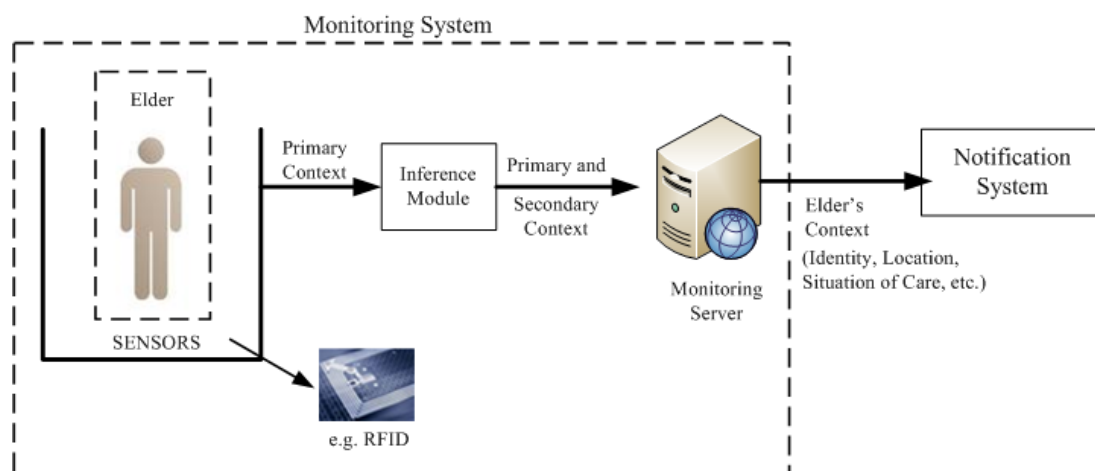 Monitoring System
Elder
SENSORS
e.g. RFID
Primary
Context
Inference
Module
Primary and
Secondary
Context
Monitoring
Server
Elder's
Context
(Identity, Location,
Situation of Care, etc.)
Notification
System